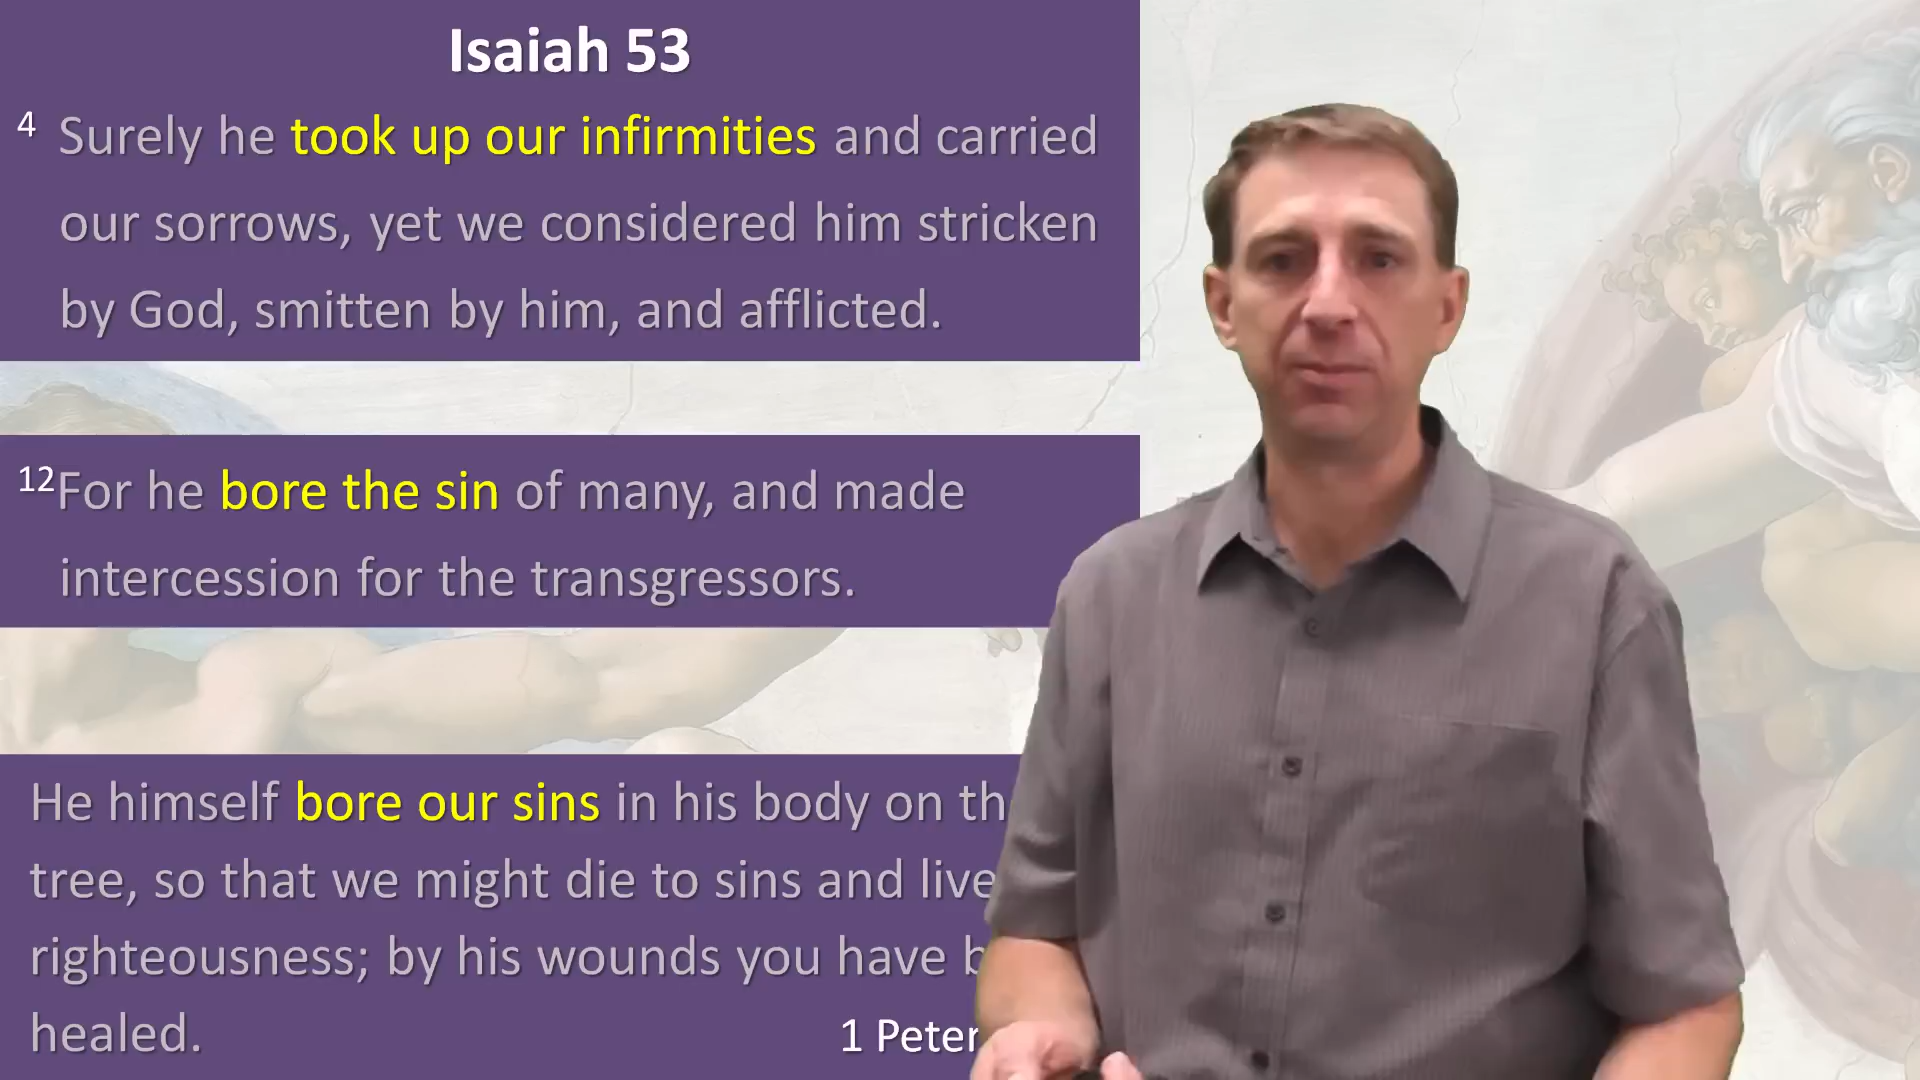 Isaiah 53
4 Surely he took up our infirmities and carried
our sorrows, yet we considered him stricken
by God, smitten by him, and afflicted.
12For he bore the sin of many, and made
intercession for the transgressors.
He himself bore our sins in his body on th
tree, so that we might die to sins and live
righteousness; by his wounds you have b
healed.
1 Peter